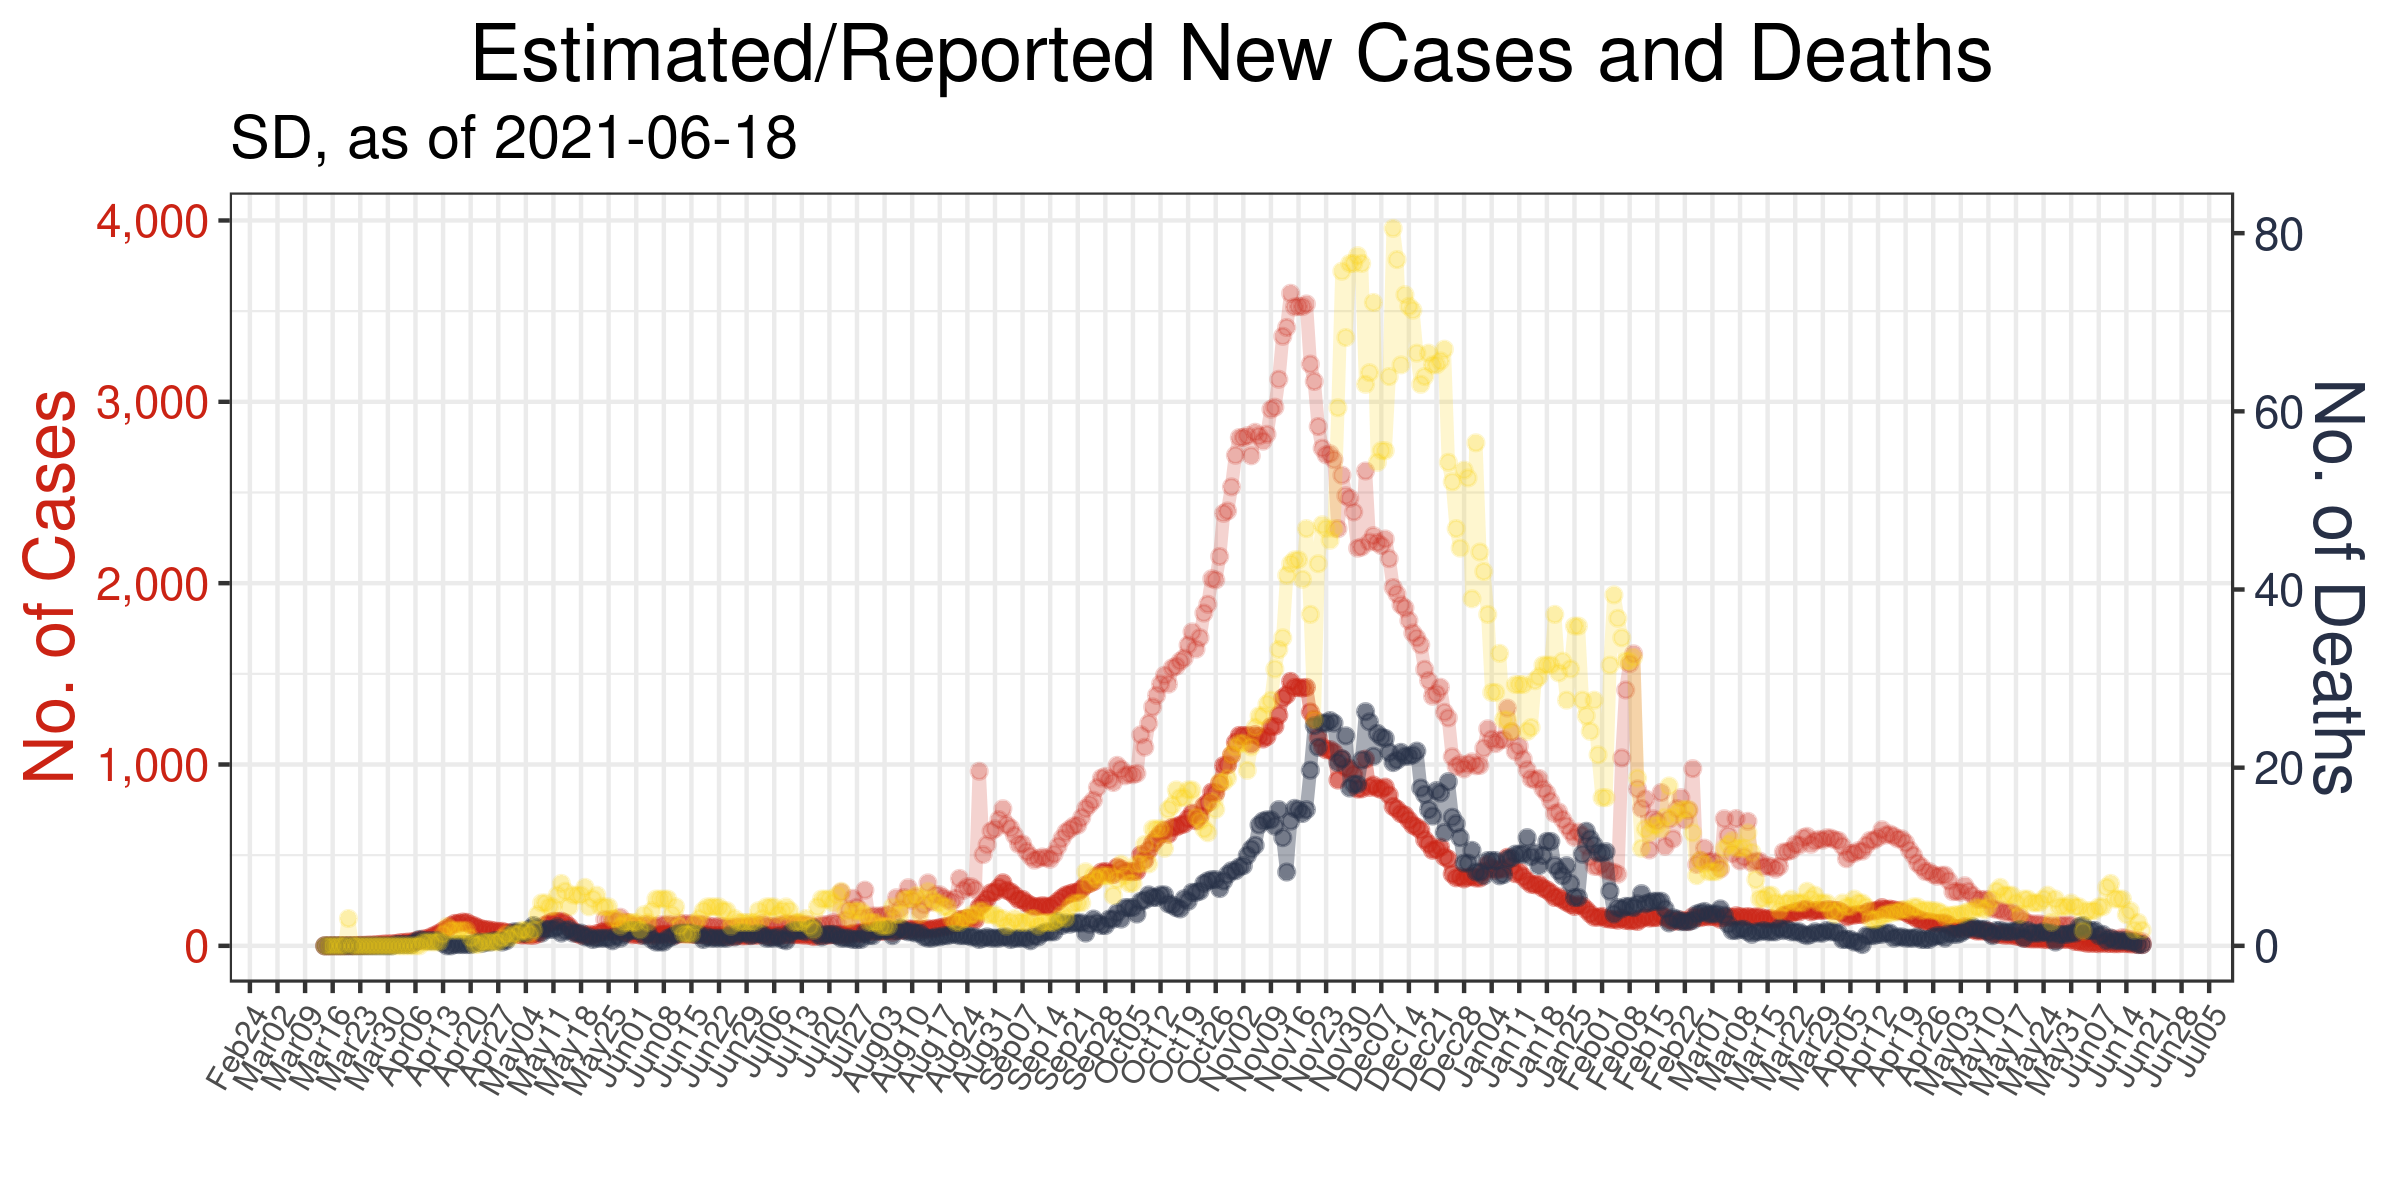 Estimated/Reported New Cases and Deaths
SD, as of 2021-06-18
No. of Cases
4,000
3,000
2,000
1,000
0
80
60
40
20
0
No. of Deaths
Feb24
Mar02
Mar09
Mar16
Mar23
Mar30
Apr06
Apr13
Apr20
Apr27
May04
May11
May18
May25
Jun01
Jun08
Jun15
Jun22
Jun29
Jul06
Jul13
Jul20
Jul27
Aug03
Aug10
Aug17
Aug24
Aug31
Sep07
Sep14
Sep21
Sep28
Oct05
Oct12
Oct19
Oct26
Nov02
Nov09
Nov16
Nov23
Nov30
Dec07
Dec14
Dec21
Dec28
Jan04
Jan11
Jan18
Jan25
Feb01
Feb08
Feb15
Feb22
Mar01
Mar08
Mar15
Mar22
Mar29
Apr05
Apr12
Apr19
Apr26
May03
May10
May17
May24
May31
Jun07
Jun14
Jun21
Jun28
Jul05